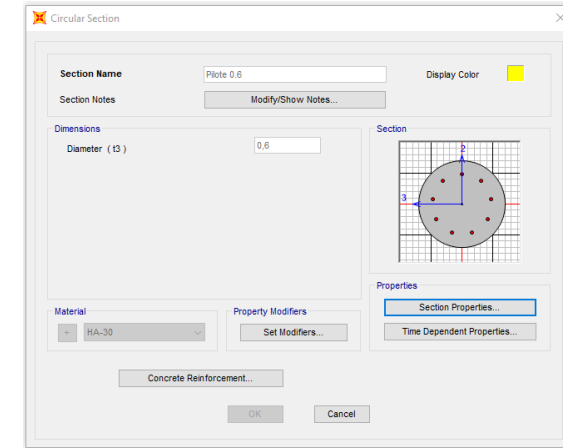 Circular Section
Section Name
Pilote 0.6
Display Color
Section Notes
Modify/Show Notes...
Dimensions
Diameter ( t3 )
0,6
Section
2
3
Properties
Section Properties...
Time Dependent Properties...
Material
+
HA-30
Property Modifiers
Set Modifiers...
Concrete Reinforcement...
OK
Cancel